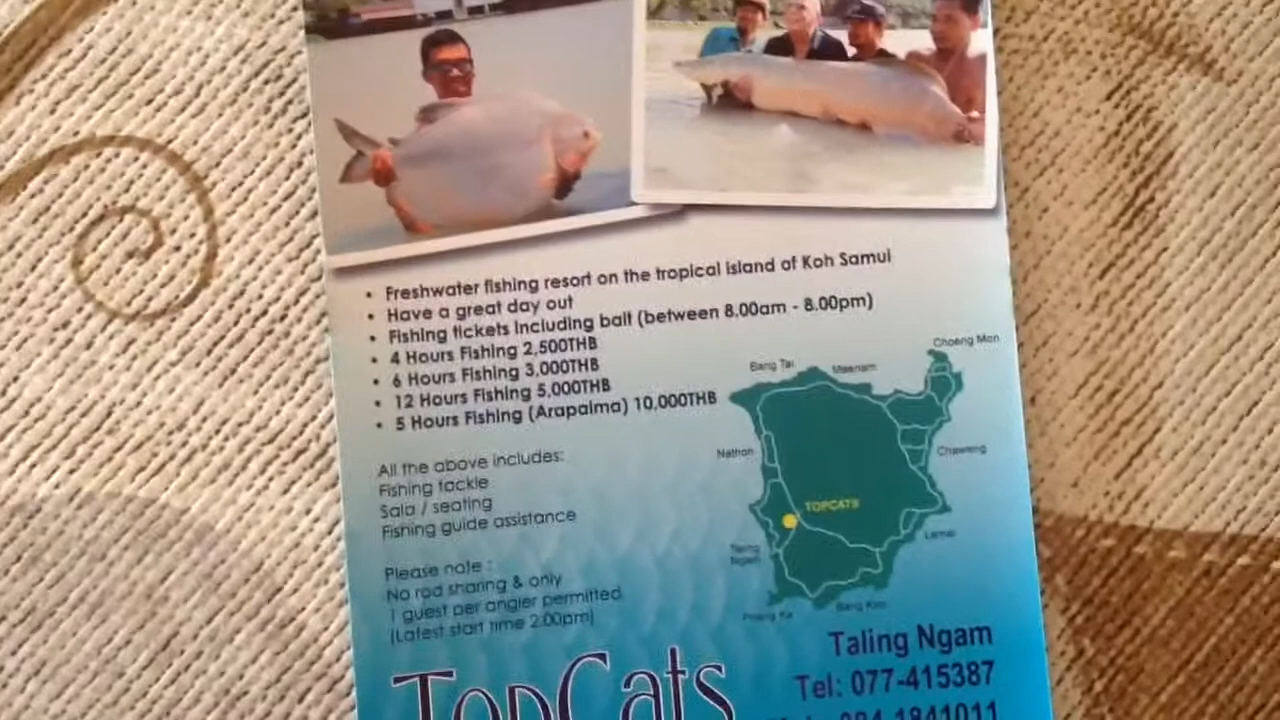 • Freshwater fishing resort on the tropical island of Koh Samui
• Have a great day out
• Fishing tickets including bait (between 8.00am - 8.00pm)
• 4 Hours Fishing 2,500THB
• 6 Hours Fishing 3,000THB
• 12 Hours Fishing 5,000THB
• 5 Hours Fishing (Arapaima) 10,000THB
All the above includes:
Fishing tackle
Sala / seating
Fishing guide assistance
Please note :
No rod sharing & only
1 guest per angler permitted
(Latest start time 2:00pm)
Choeng Mon
Bang Tai
Maenam
Nathon
Chaweng
TOPCATS
Lamai
Taling
Ngam
Bang Kao
Taling Ngam
Tel: 077-415387
084-1841011
TopCats